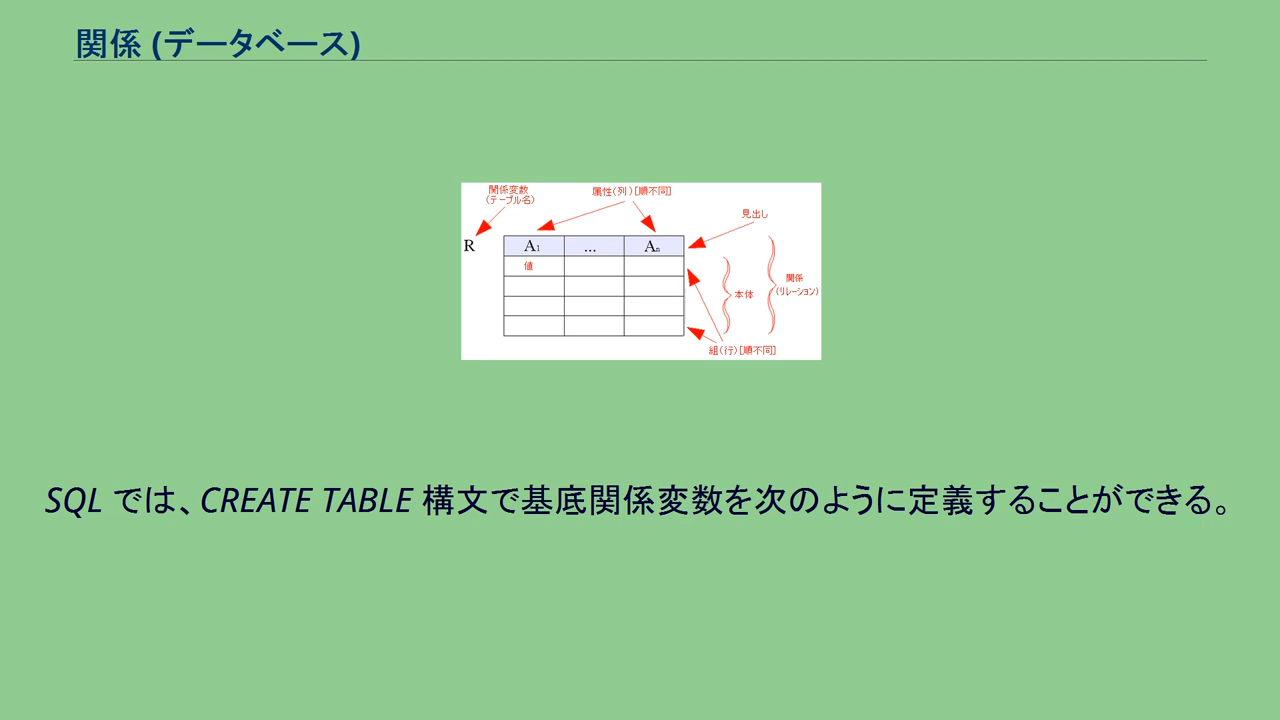 関係 (データベース)
関係変数
(テーブル名)
属性(列)[順不同]
見出し
R
A1
...
An
値
関係
(リレーション)
本体
組(行)[順不同]
SQL では、CREATE TABLE 構文で基底関係変数を次のように定義することができる。